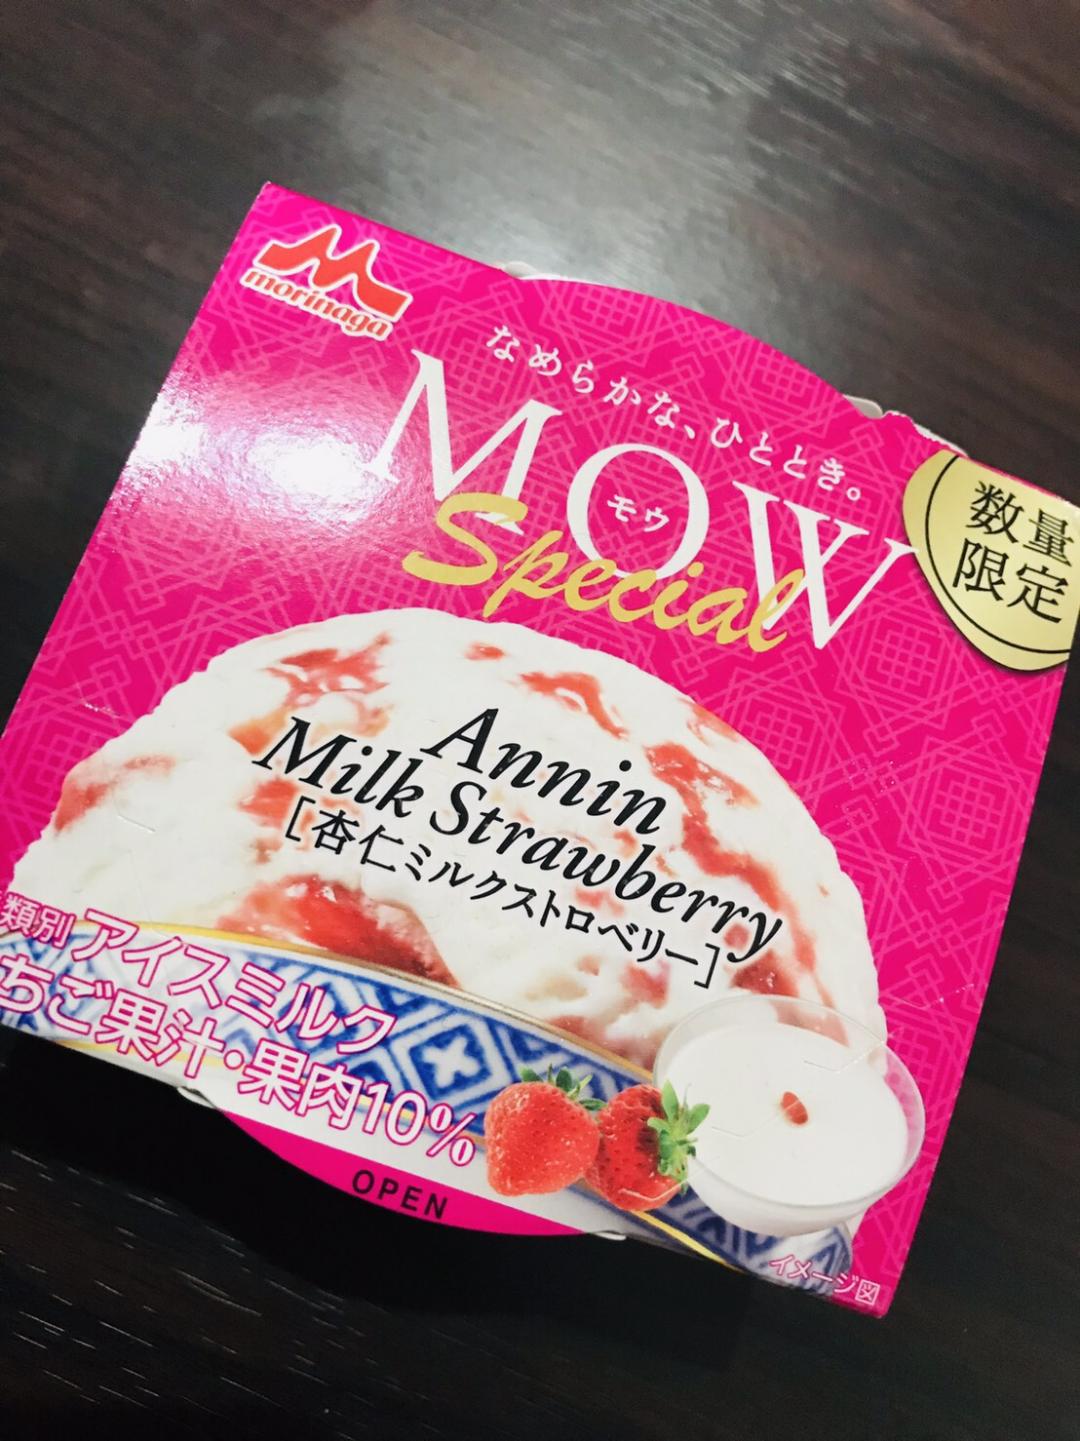 morinaga
なめらかな、ひととき。
MOW
モウ
Special
数量
限定
Annin
Milk Strawberry
[杏仁ミルクストロベリー]
類別 アイスミルク
ちご果汁・果肉10%
OPEN
イメージ図